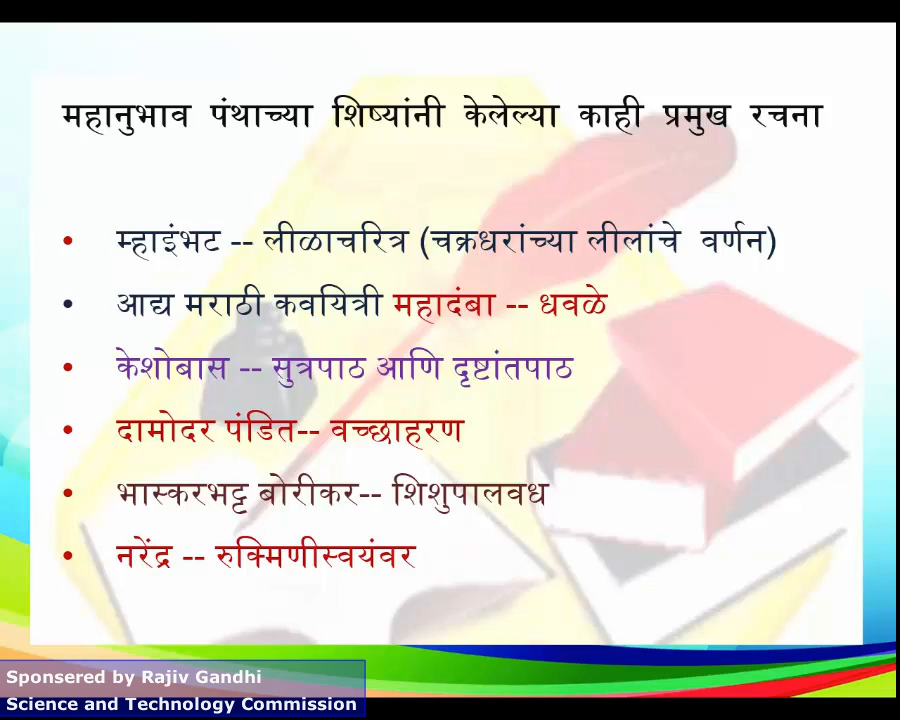 महानुभाव पंथाच्या शिष्यांनी केलेल्या काही प्रमुख रचना
• म्हाइंभट -- लीळाचरित्र (चक्रधरांच्या लीलांचे वर्णन)
• आद्य मराठी कवयित्री महादंबा -- धवळे
• केशोबास -- सुत्रपाठ आणि दृष्टांतपाठ
• दामोदर पंडित-- वच्छाहरण
• भास्करभट्ट बोरीकर-- शिशुपालवध
• नरेंद्र -- रुक्मिणीस्वयंवर
Sponsered by Rajiv Gandhi
Science and Technology Commission